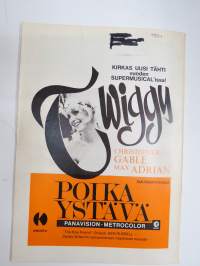 KIRKAS UUSI TÄHTI
vuoden
SUPERMUSICAL'issa!
Twiggy
CHRISTOPHER
GABLE
MAX
ADRIAN
POIKA
YSTÄVÄ
PANAVISION · METROCOLOR